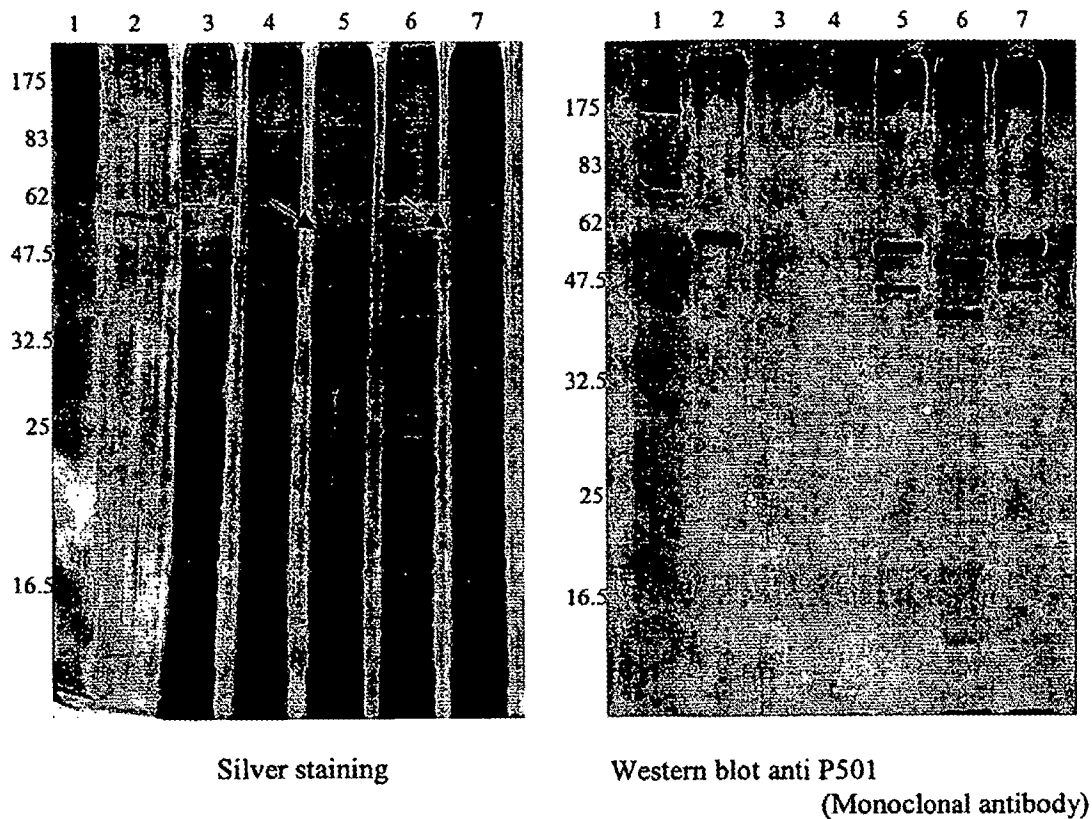 1 2 3 4 5 6 7
175
83
62
47.5
32.5
25
16.5
Silver staining
1 2 3 4 5 6 7
175
83
62
47.5
32.5
25
16.5
Western blot anti P501
(Monoclonal antibody)